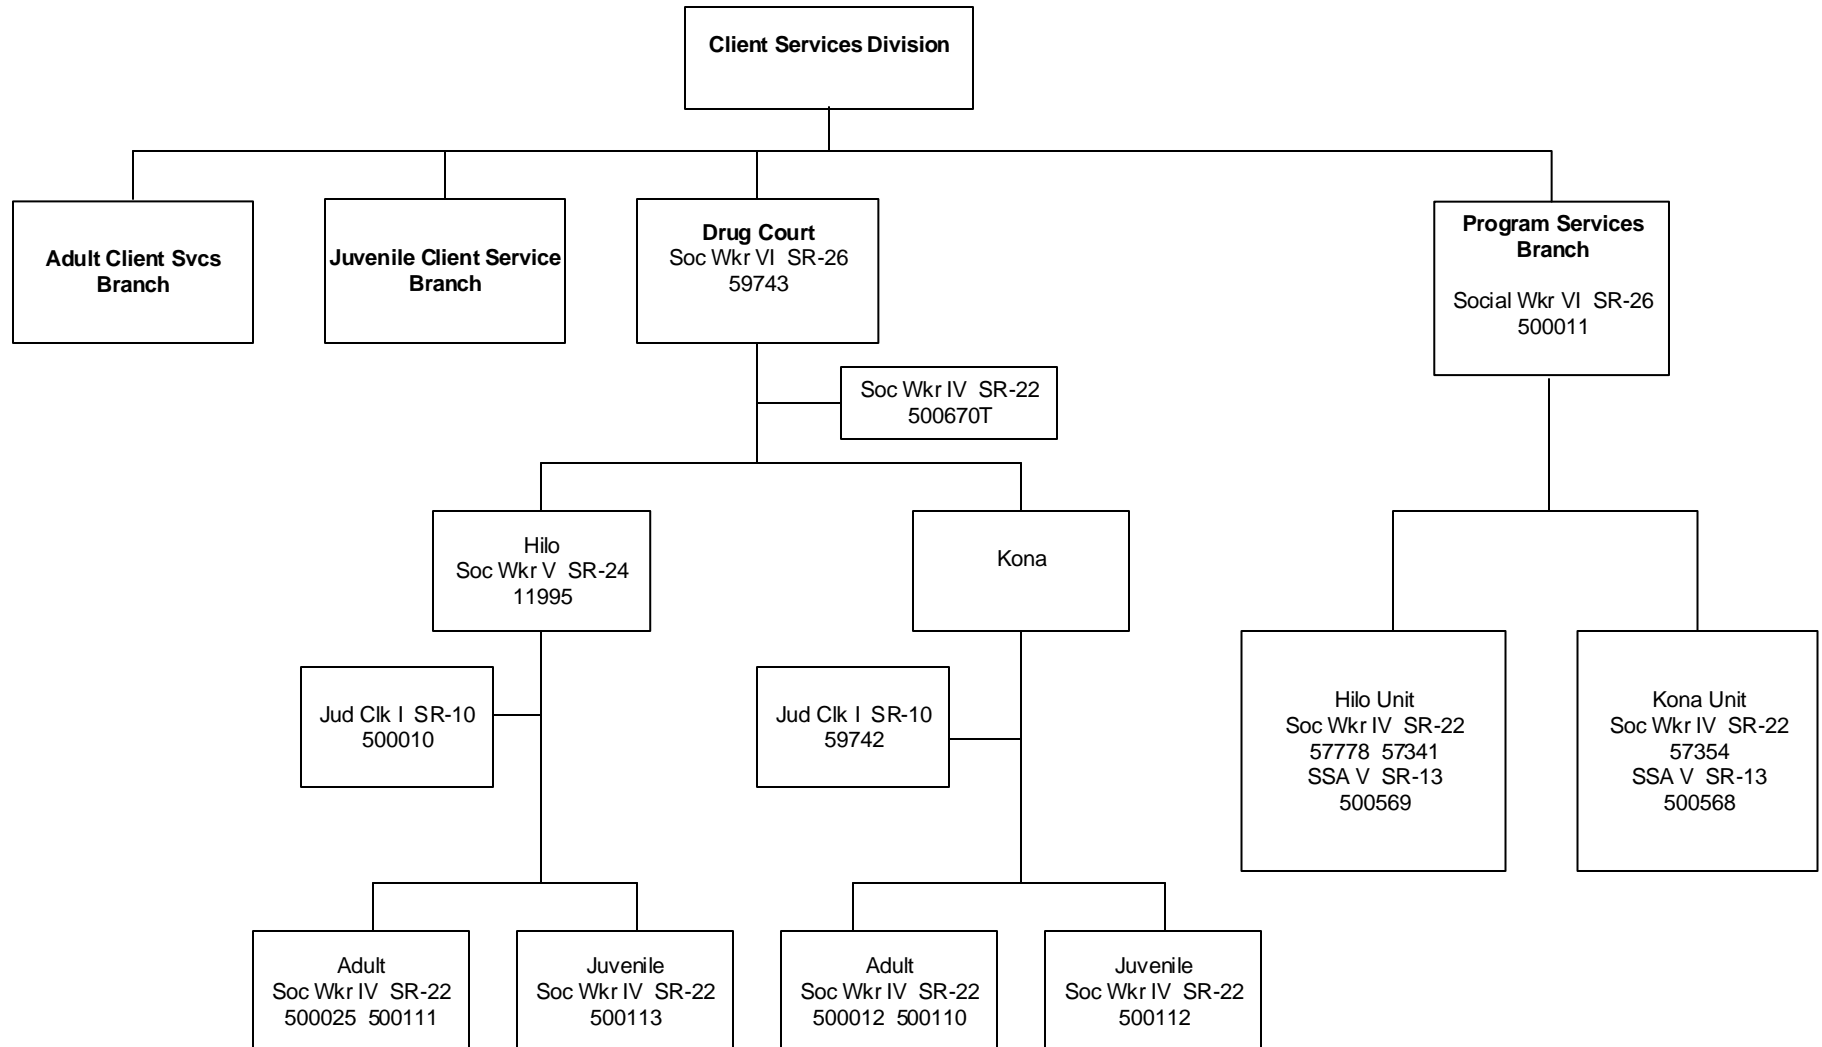 Client Services Division
Adult Client Svcs
Branch
Juvenile Client Service
Branch
Drug Court
Soc Wkr VI SR-26
59743
Program Services
Branch
Social Wkr VI SR-26
500011
Soc Wkr IV SR-22
500670T
Hilo
Soc Wkr V SR-24
11995
Kona
Jud Clk I SR-10
500010
Jud Clk I SR-10
59742
Hilo Unit
Soc Wkr IV SR-22
57778 57341
SSA V SR-13
500569
Kona Unit
Soc Wkr IV SR-22
57354
SSA V SR-13
500568
Adult
Soc Wkr IV SR-22
500025 500111
Juvenile
Soc Wkr IV SR-22
500113
Adult
Soc Wkr IV SR-22
500012 500110
Juvenile
Soc Wkr IV SR-22
500112